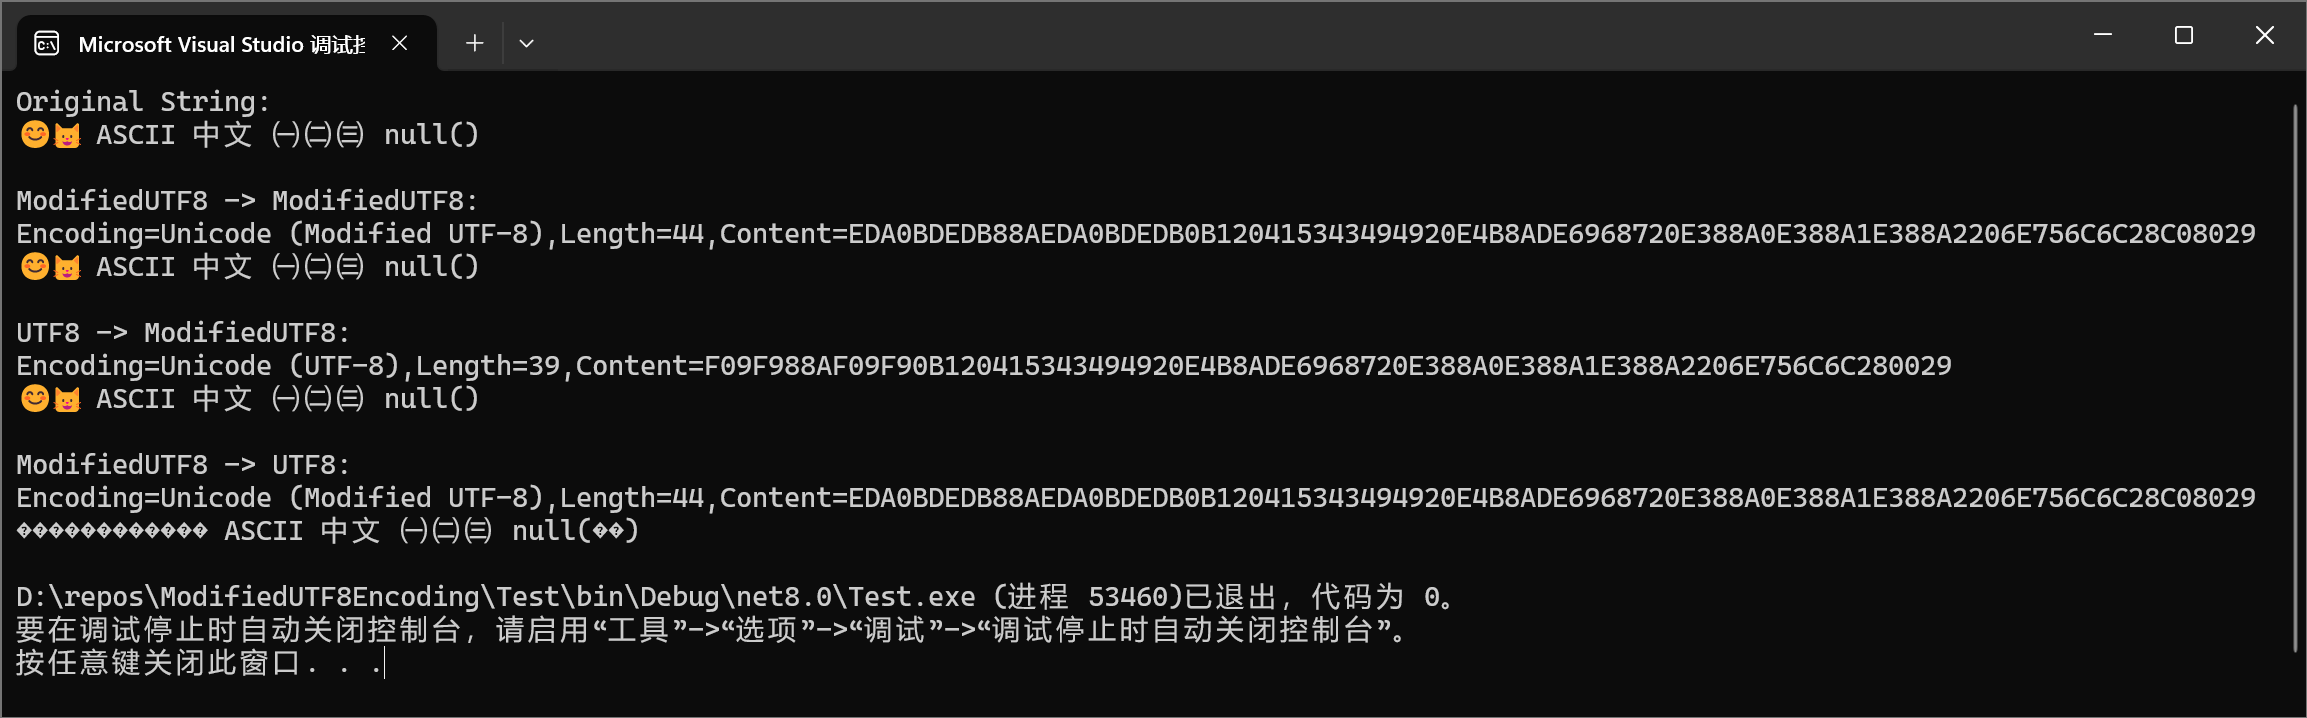 Microsoft Visual Studio 调试
Original String:
😊😺 ASCII 中文 ㈠㈡㈢ null()
ModifiedUTF8 -> ModifiedUTF8:
Encoding=Unicode (Modified UTF-8),Length=44,Content=EDA0BDEDB88AEDA0BDEDB0B120415343494920E4B8ADE6968720E388A0E388A1E388A2206E756C6C28C08029
😊😺 ASCII 中文 ㈠㈡㈢ null()
UTF8 -> ModifiedUTF8:
Encoding=Unicode (UTF-8),Length=39,Content=F09F988AF09F90B120415343494920E4B8ADE6968720E388A0E388A1E388A2206E756C6C280029
😊😺 ASCII 中文 ㈠㈡㈢ null()
ModifiedUTF8 -> UTF8:
Encoding=Unicode (Modified UTF-8),Length=44,Content=EDA0BDEDB88AEDA0BDEDB0B120415343494920E4B8ADE6968720E388A0E388A1E388A2206E756C6C28C08029
������������ ASCII 中文 ㈠㈡㈢ null(��)
D:\repos\ModifiedUTF8Encoding\Test\bin\Debug\net8.0\Test.exe (进程 53460)已退出，代码为 0。
要在调试停止时自动关闭控制台，请启用“工具”->“选项”->“调试”->“调试停止时自动关闭控制台”。
按任意键关闭此窗口. . .